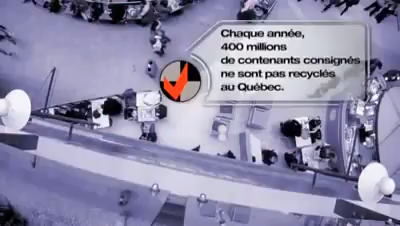 Chaque année,
400 millions
de contenants consignés
ne sont pas recyclés
au Québec.